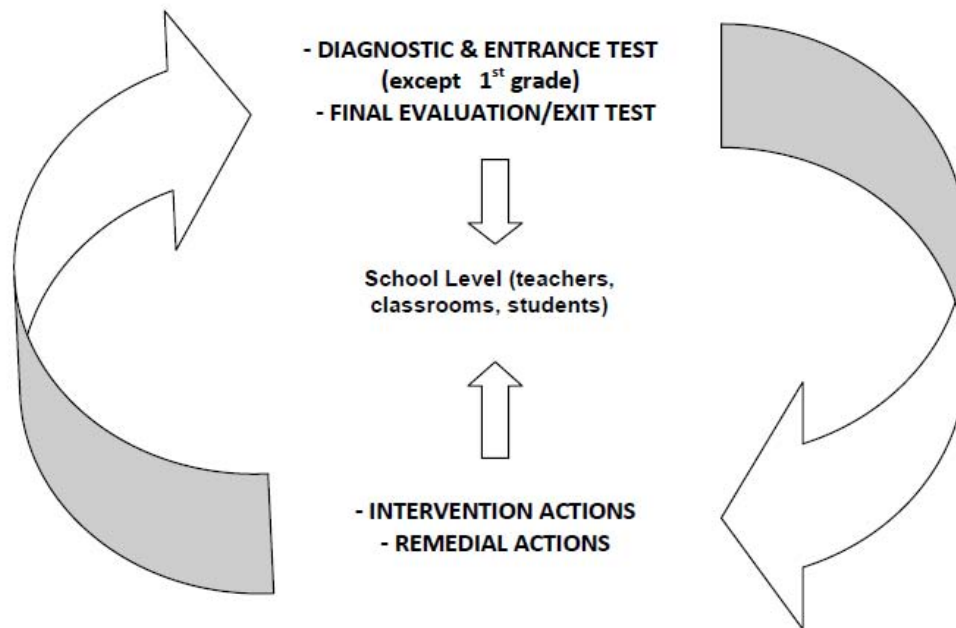 - DIAGNOSTIC & ENTRANCE TEST
(except 1st grade)
- FINAL EVALUATION/EXIT TEST
School Level (teachers,
classrooms, students)
- INTERVENTION ACTIONS
- REMEDIAL ACTIONS